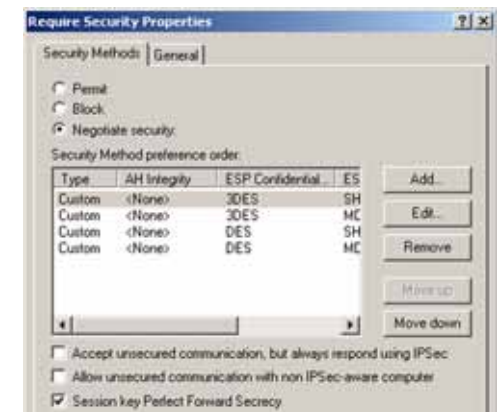 Require Security Properties
? X
Security Methods General
Permit
Block
Negotiate security:
Security Method preference order:
Type AH Integrity ESP Confidential... ES
Custom <None> 3DES SH
Custom <None> 3DES MD
Custom <None> DES SH
Custom <None> DES MD
Add...
Edit...
Remove
Move up
Move down
Accept unsecured communication, but always respond using IPSec
Allow unsecured communication with non IPSec-aware computer
Session key Perfect Forward Secrecy